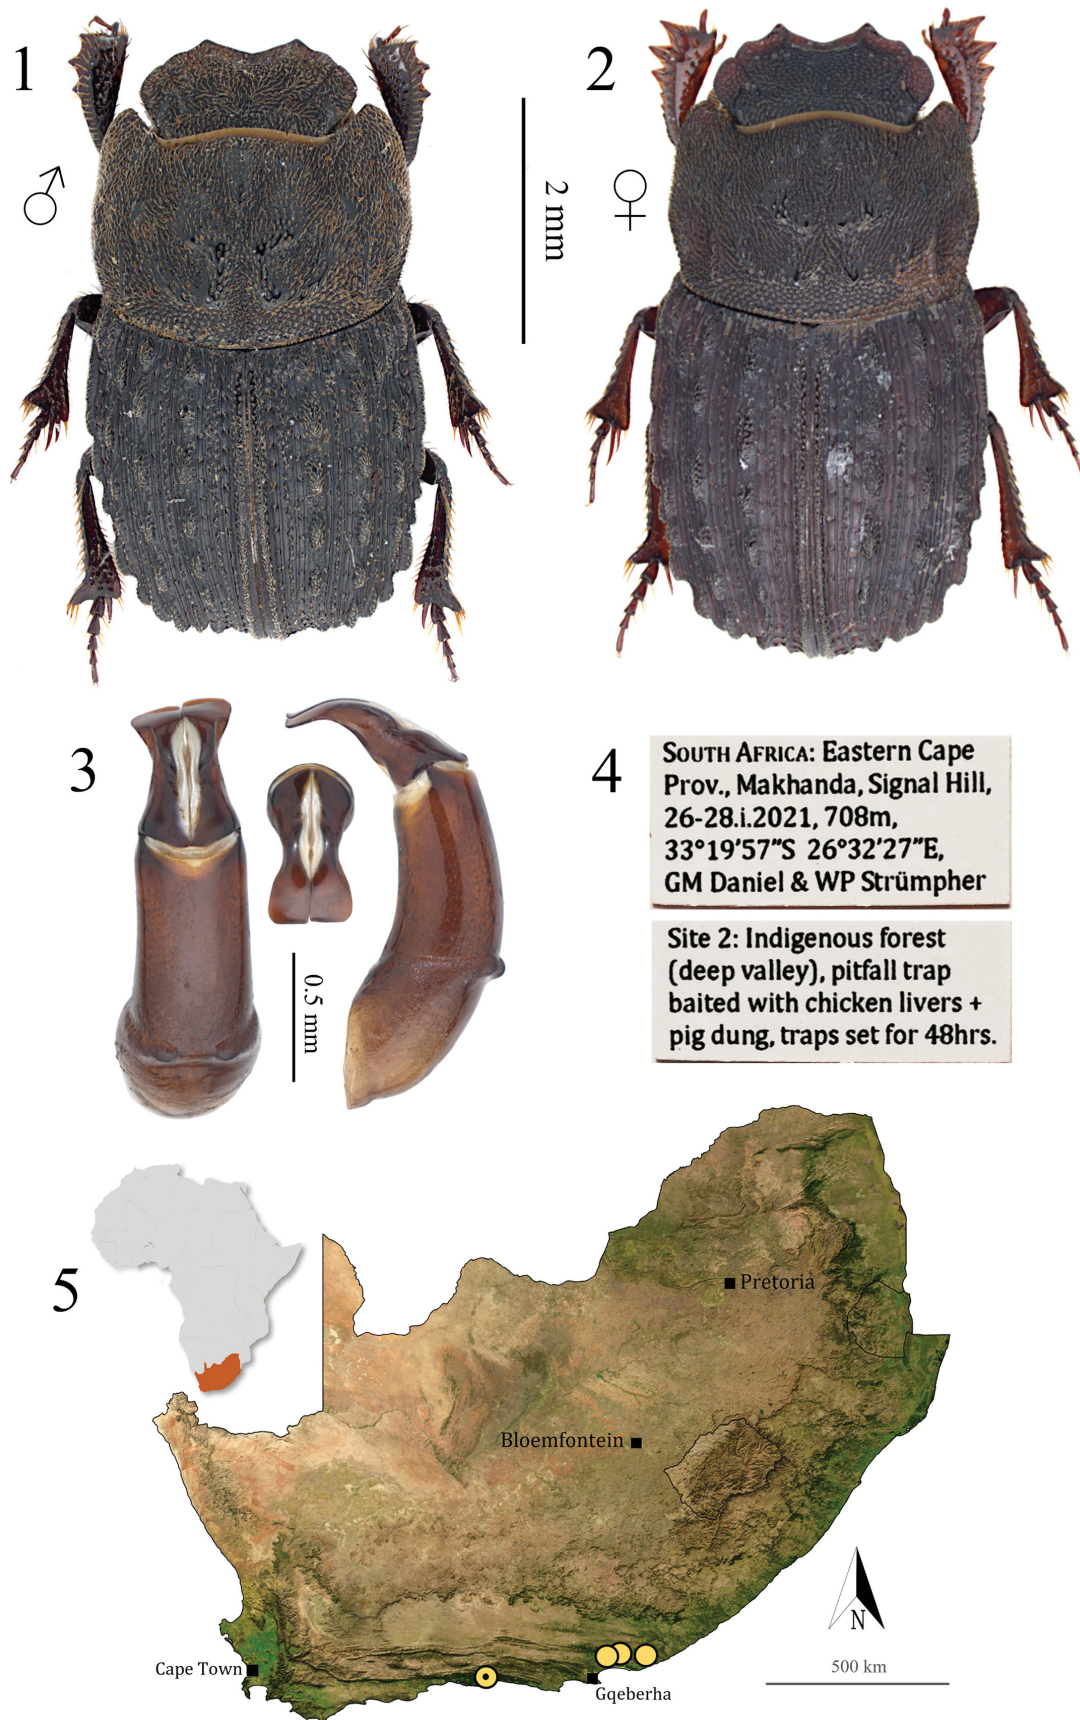 1
♂
2 mm
2
♀
3
0.5 mm
4
SOUTH AFRICA: Eastern Cape
Prov., Makhanda, Signal Hill,
26-28.i.2021, 708m,
33°19'57"S 26°32'27"E,
GM Daniel & WP Strümpher
Site 2: Indigenous forest
(deep valley), pitfall trap
baited with chicken livers +
pig dung, traps set for 48hrs.
5
Pretoria
Bloemfontein
Cape Town
Gqeberha
N
500 km